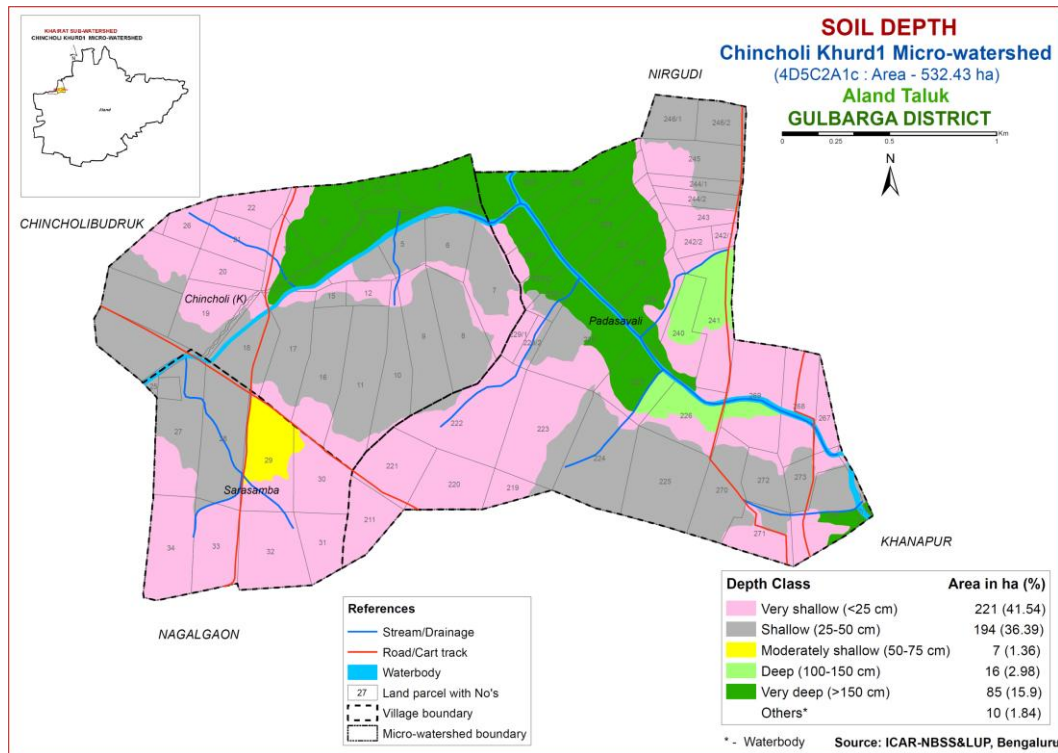 KHAIRAT SUB-WATERSHED
CHINCHOLI KHURD1 MICRO-WATERSHED
Aland
SOIL DEPTH
Chincholi Khurd1 Micro-watershed
(4D5C2A1c : Area - 532.43 ha)
Aland Taluk
GULBARGA DISTRICT
0 0.25 0.5 1 Km
N
NIRGUDI
CHINCHOLIBUDRUK
246/1 246/2
245
244/1
244/2
243
242/2 242/
22
26
21
20
Chincholi (K)
19
18
17
16
15
12
11
10
9
8
7
6
5
Padasavali
240
241
229/1
229/2
269
268
267
226
222
223
224
225
221
220
219
211
270
272
273
271
27
28
29
Sarasamba
30
31
32
33
34
KHANAPUR
NAGALGAON
References
Stream/Drainage
Road/Cart track
Waterbody
27 Land parcel with No's
Village boundary
Micro-watershed boundary
Depth Class Area in ha (%)
Very shallow (<25 cm) 221 (41.54)
Shallow (25-50 cm) 194 (36.39)
Moderately shallow (50-75 cm) 7 (1.36)
Deep (100-150 cm) 16 (2.98)
Very deep (>150 cm) 85 (15.9)
Others* 10 (1.84)
* - Waterbody Source: ICAR-NBSS&LUP, Bengaluru